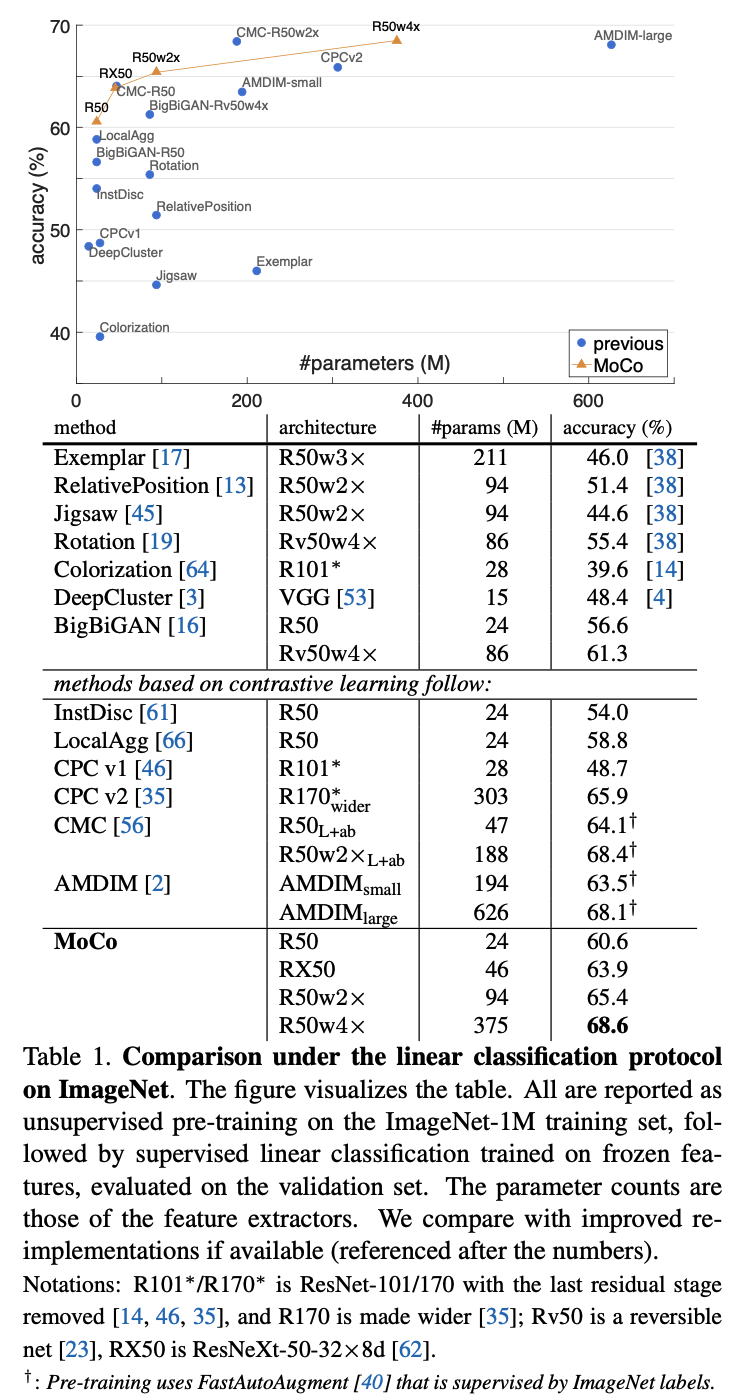 70
60
50
40
accuracy (%)
CMC-R50w2x
R50w4x
AMDIM-large
R50w2x
CPCv2
RX50
CMC-R50
AMDIM-small
R50
BigBiGAN-Rv50w4x
LocalAgg
BigBiGAN-R50
Rotation
InstDisc
RelativePosition
CPCv1
DeepCluster
Exemplar
Jigsaw
Colorization
previous
MoCo
#parameters (M)
0 200 400 600
method architecture #params (M) accuracy (%)
Exemplar [17] R50w3× 211 46.0 [38]
RelativePosition [13] R50w2× 94 51.4 [38]
Jigsaw [45] R50w2× 94 44.6 [38]
Rotation [19] Rv50w4× 86 55.4 [38]
Colorization [64] R101* 28 39.6 [14]
DeepCluster [3] VGG [53] 15 48.4 [4]
BigBiGAN [16] R50 24 56.6
Rv50w4× 86 61.3
methods based on contrastive learning follow:
InstDisc [61] R50 24 54.0
LocalAgg [66] R50 24 58.8
CPC v1 [46] R101* 28 48.7
CPC v2 [35] R170*wider 303 65.9
CMC [56] R50L+ab 47 64.1†
R50w2×L+ab 188 68.4†
AMDIM [2] AMDIMsmall 194 63.5†
AMDIMlarge 626 68.1†
MoCo R50 24 60.6
RX50 46 63.9
R50w2× 94 65.4
R50w4× 375 68.6
Table 1. Comparison under the linear classification protocol
on ImageNet. The figure visualizes the table. All are reported as
unsupervised pre-training on the ImageNet-1M training set, fol-
lowed by supervised linear classification trained on frozen fea-
tures, evaluated on the validation set. The parameter counts are
those of the feature extractors. We compare with improved re-
implementations if available (referenced after the numbers).
Notations: R101*/R170* is ResNet-101/170 with the last residual stage
removed [14, 46, 35], and R170 is made wider [35]; Rv50 is a reversible
net [23], RX50 is ResNeXt-50-32×8d [62].
†: Pre-training uses FastAutoAugment [40] that is supervised by ImageNet labels.